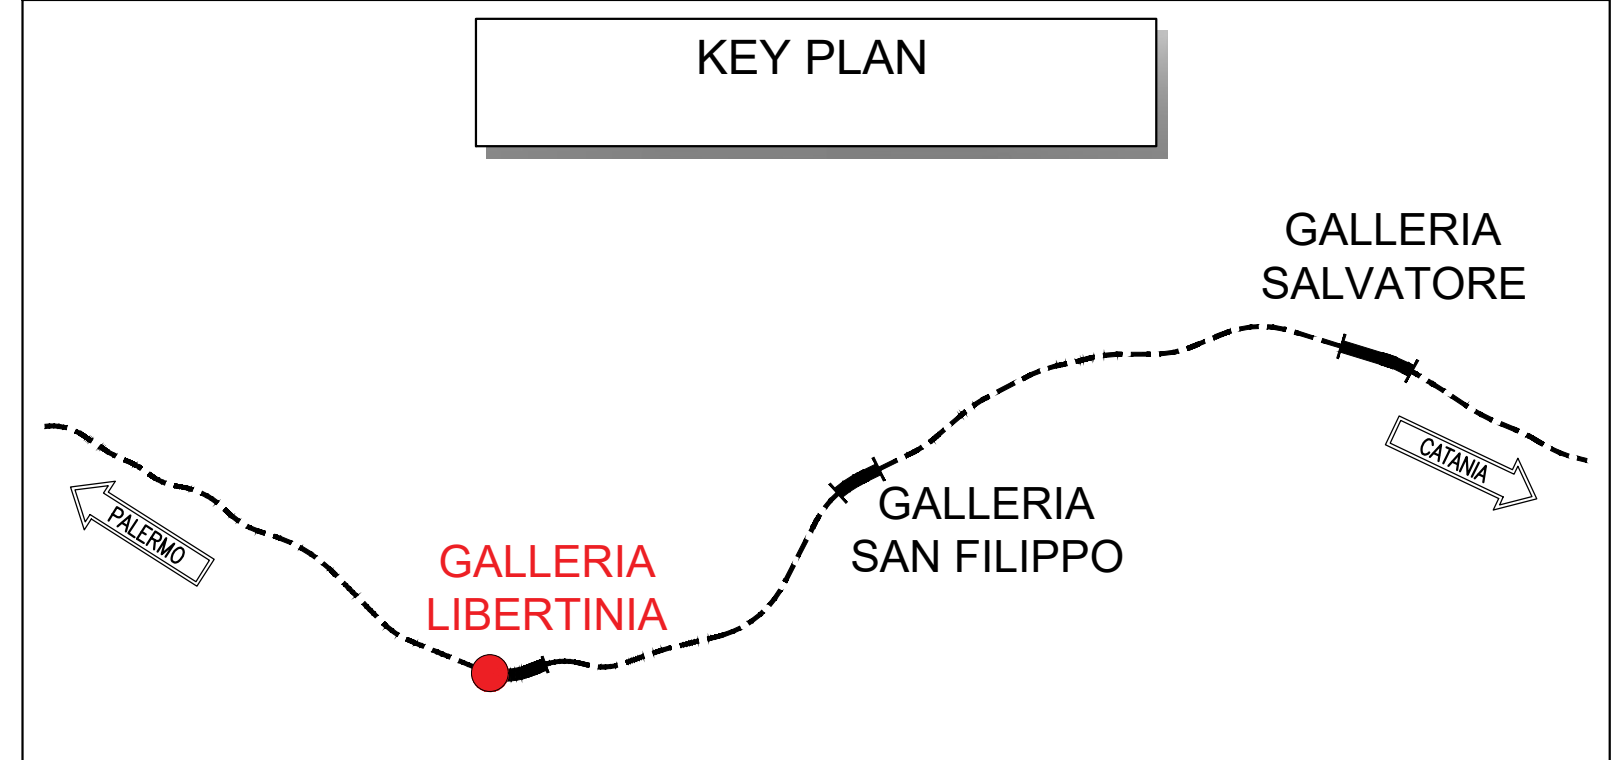 KEY PLAN
GALLERIA
SALVATORE
CATANIA
GALLERIA
SAN FILIPPO
PALERMO
GALLERIA
LIBERTINIA